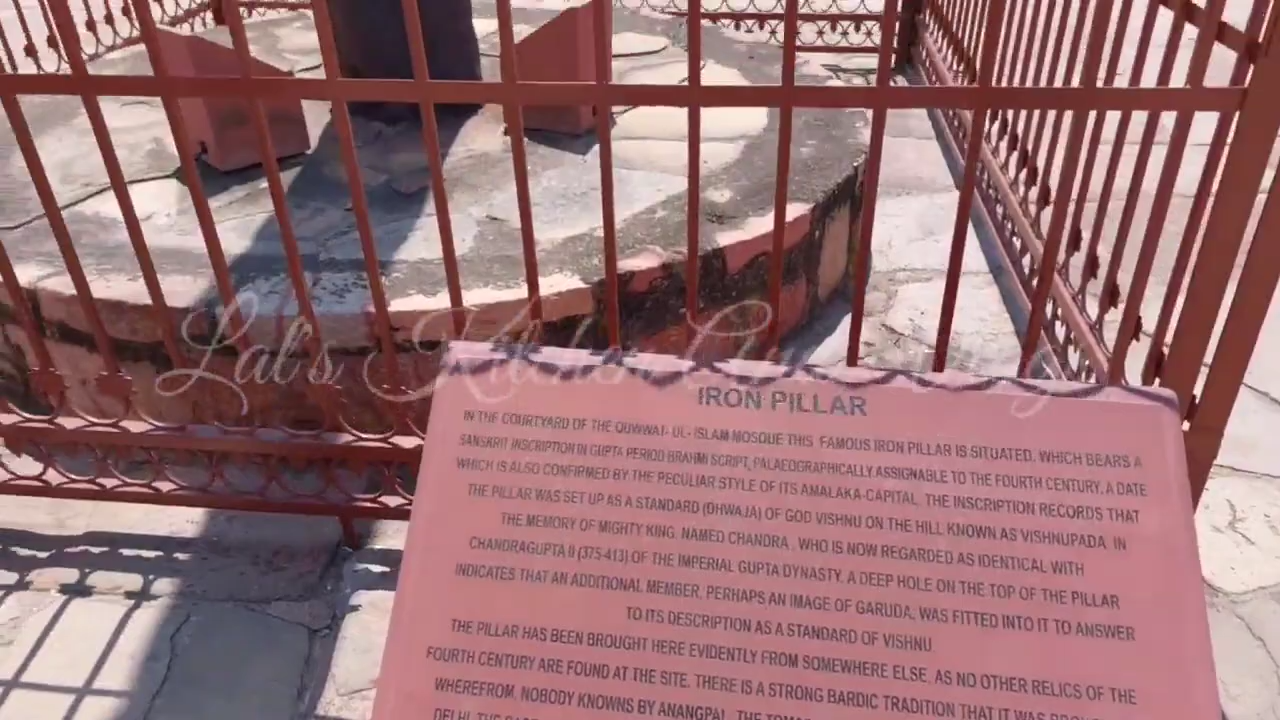 Lal's Kitchen
IRON PILLAR
IN THE COURTYARD OF THE QUWWAT- UL- ISLAM MOSQUE THIS FAMOUS IRON PILLAR IS SITUATED, WHICH BEARS A
SANSKRIT INSCRIPTION IN GUPTA PERIOD BRAHMI SCRIPT, PALAEOGRAPHICALLY ASSIGNABLE TO THE FOURTH CENTURY, A DATE
WHICH IS ALSO CONFIRMED BY THE PECULIAR STYLE OF ITS AMALAKA-CAPITAL. THE INSCRIPTION RECORDS THAT
THE PILLAR WAS SET UP AS A STANDARD (DHWAJA) OF GOD VISHNU ON THE HILL KNOWN AS VISHNUPADA, IN
THE MEMORY OF MIGHTY KING, NAMED CHANDRA, WHO IS NOW REGARDED AS IDENTICAL WITH
CHANDRAGUPTA II (375-413) OF THE IMPERIAL GUPTA DYNASTY. A DEEP HOLE ON THE TOP OF THE PILLAR
INDICATES THAT AN ADDITIONAL MEMBER, PERHAPS AN IMAGE OF GARUDA, WAS FITTED INTO IT TO ANSWER
TO ITS DESCRIPTION AS A STANDARD OF VISHNU.
THE PILLAR HAS BEEN BROUGHT HERE EVIDENTLY FROM SOMEWHERE ELSE, AS NO OTHER RELICS OF THE
FOURTH CENTURY ARE FOUND AT THE SITE. THERE IS A STRONG BARDIC TRADITION THAT IT WAS
WHEREFROM, NOBODY KNOWNS BY ANANGPAL, THE
DELHI. THE